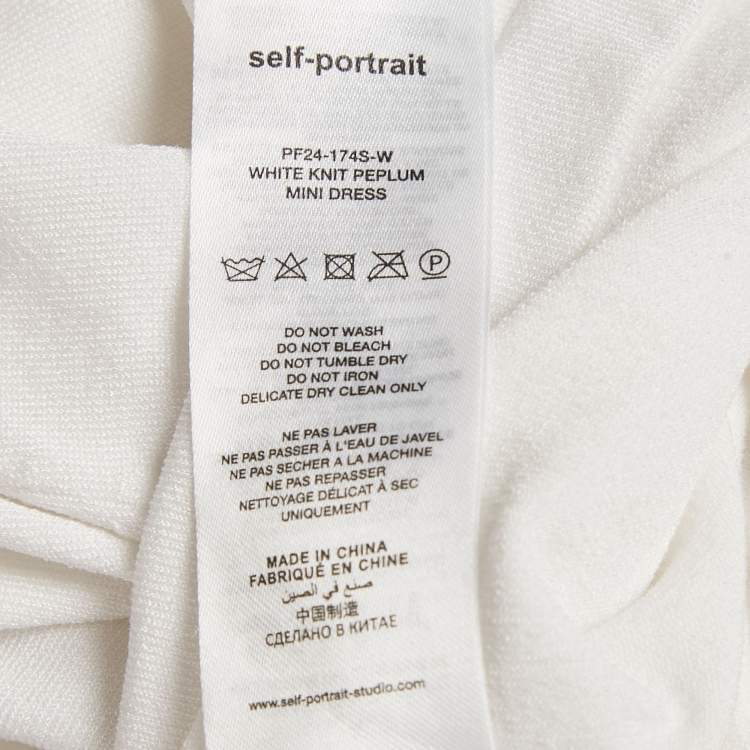 self-portrait
PF24-174S-W
WHITE KNIT PEPLUM
MINI DRESS
P
DO NOT WASH
DO NOT BLEACH
DO NOT TUMBLE DRY
DO NOT IRON
DELICATE DRY CLEAN ONLY
NE PAS LAVER
NE PAS PASSER À L'EAU DE JAVEL
NE PAS SECHER A LA MACHINE
NE PAS REPASSER
NETTOYAGE DÉLICAT À SEC
UNIQUEMENT
MADE IN CHINA
FABRIQUÉ EN CHINE
صنع في الصين
中国制造
СДЕЛАНО В КИТАЕ
www.self-portrait-studio.com